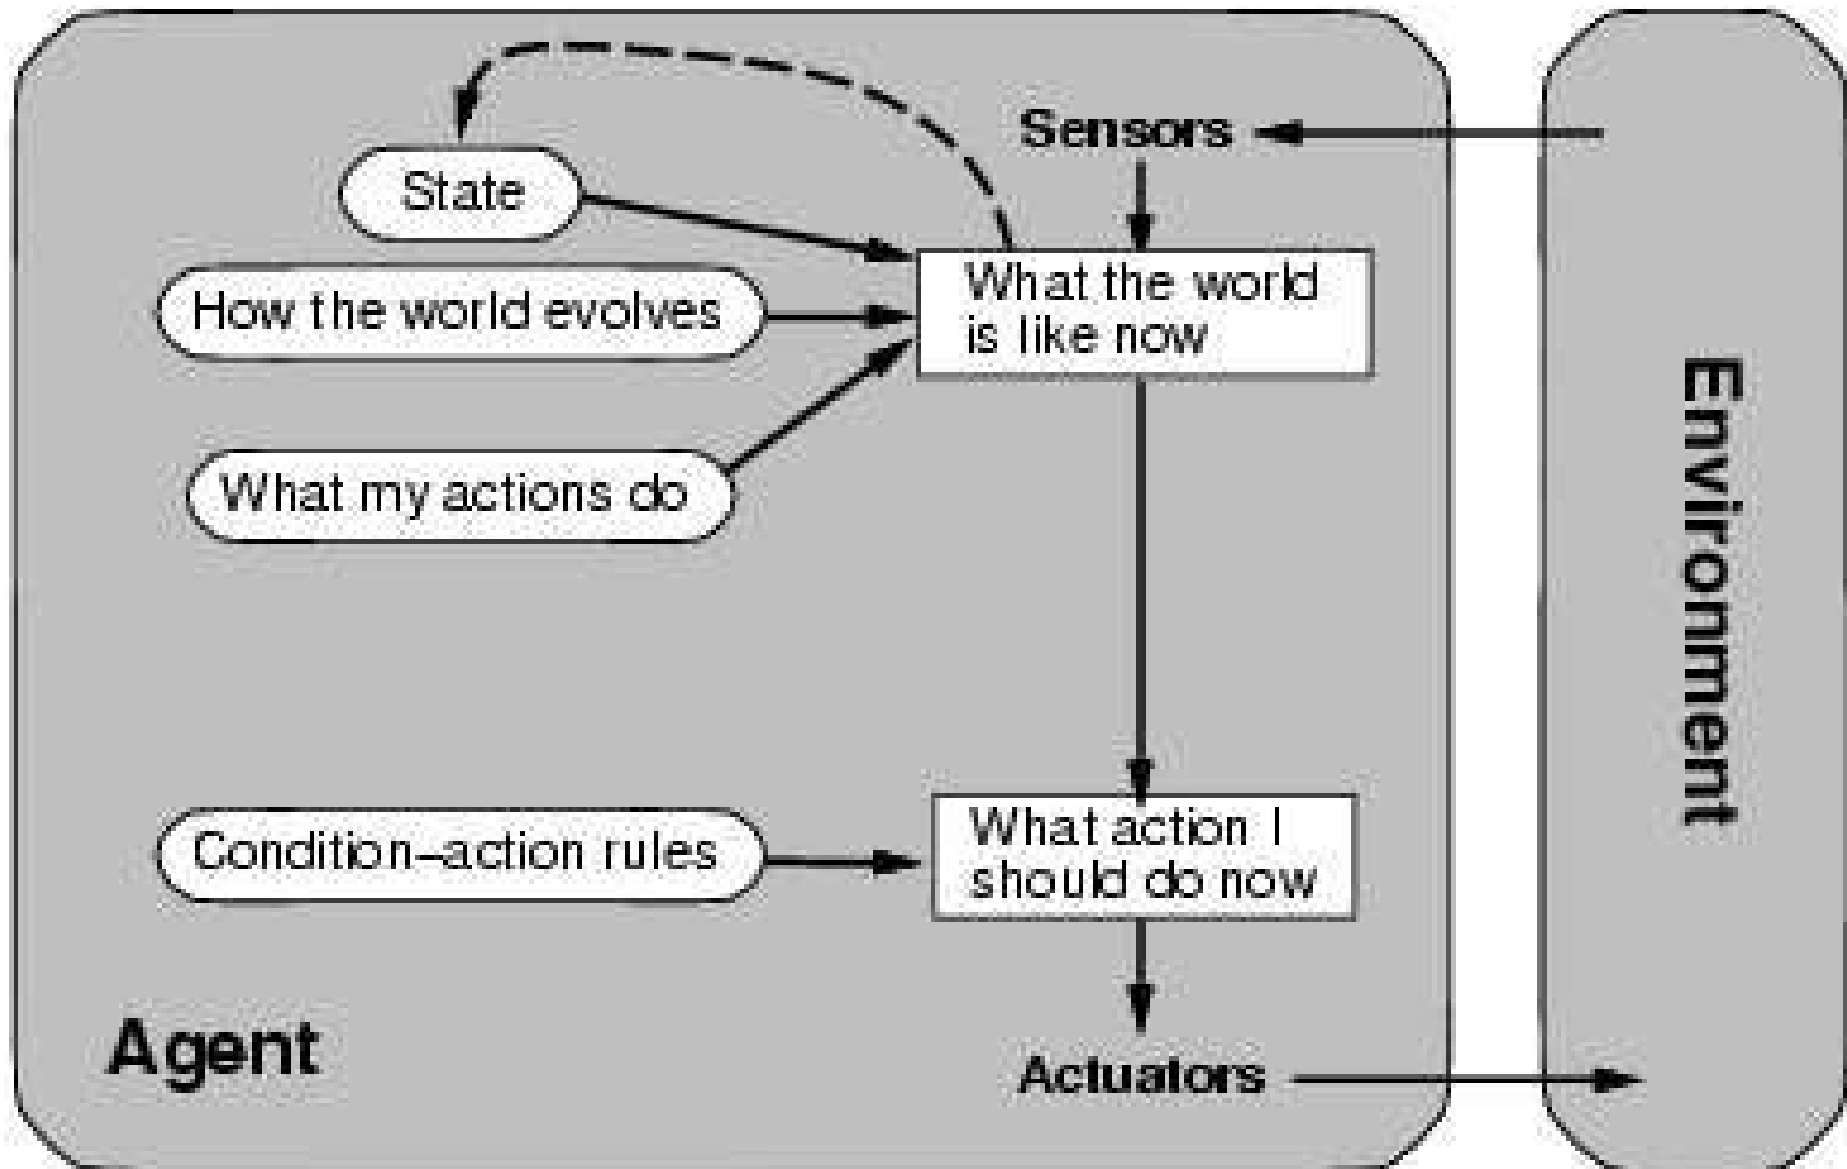 Sensors
State
What the world
is like now
How the world evolves
What my actions do
Environment
Condition–action rules
What action I
should do now
Agent
Actuators